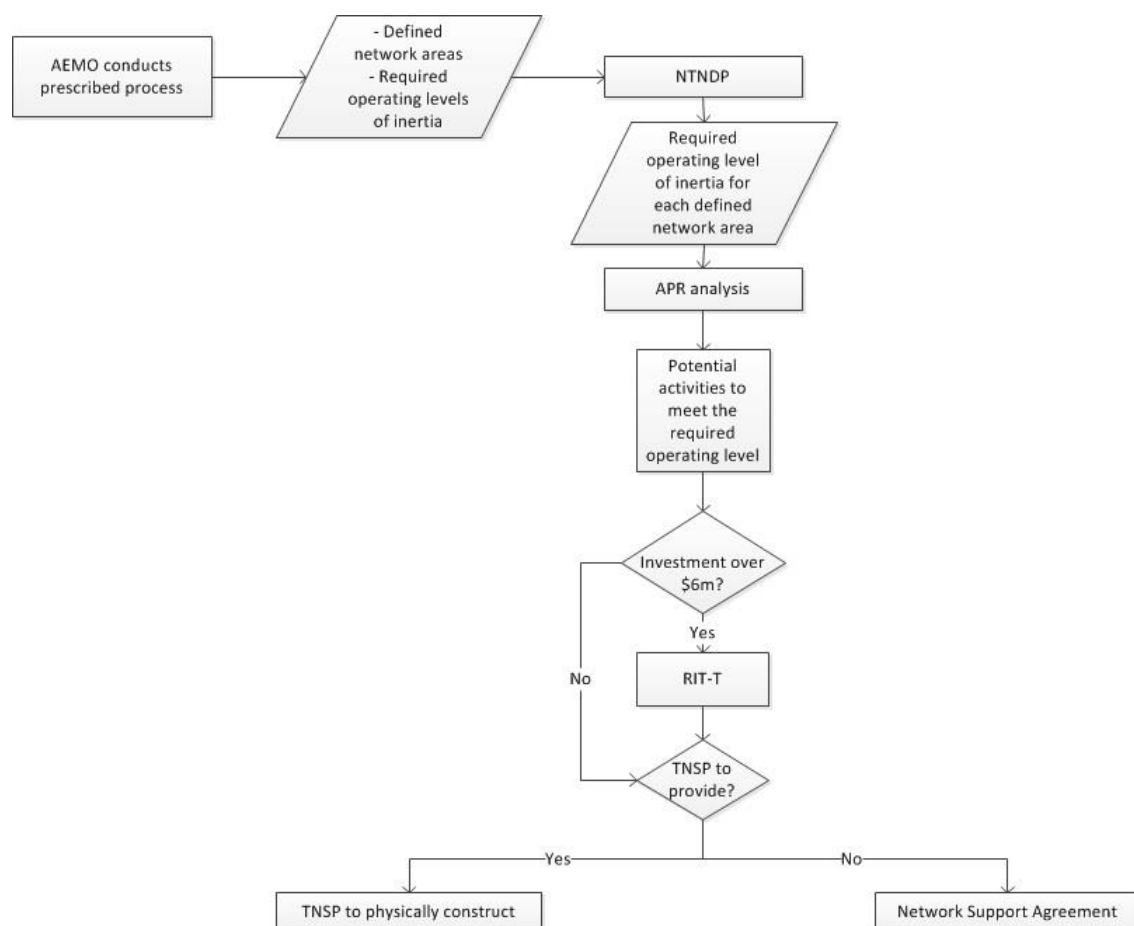 AEMO conducts
prescribed process
- Defined
network areas
- Required
operating levels
of inertia
NTNDP
Required
operating level
of inertia for
each defined
network area
APR analysis
Potential
activities to
meet the
required
operating level
Investment over
$6m?
Yes
No
RIT-T
TNSP to
provide?
Yes
No
TNSP to physically construct
Network Support Agreement